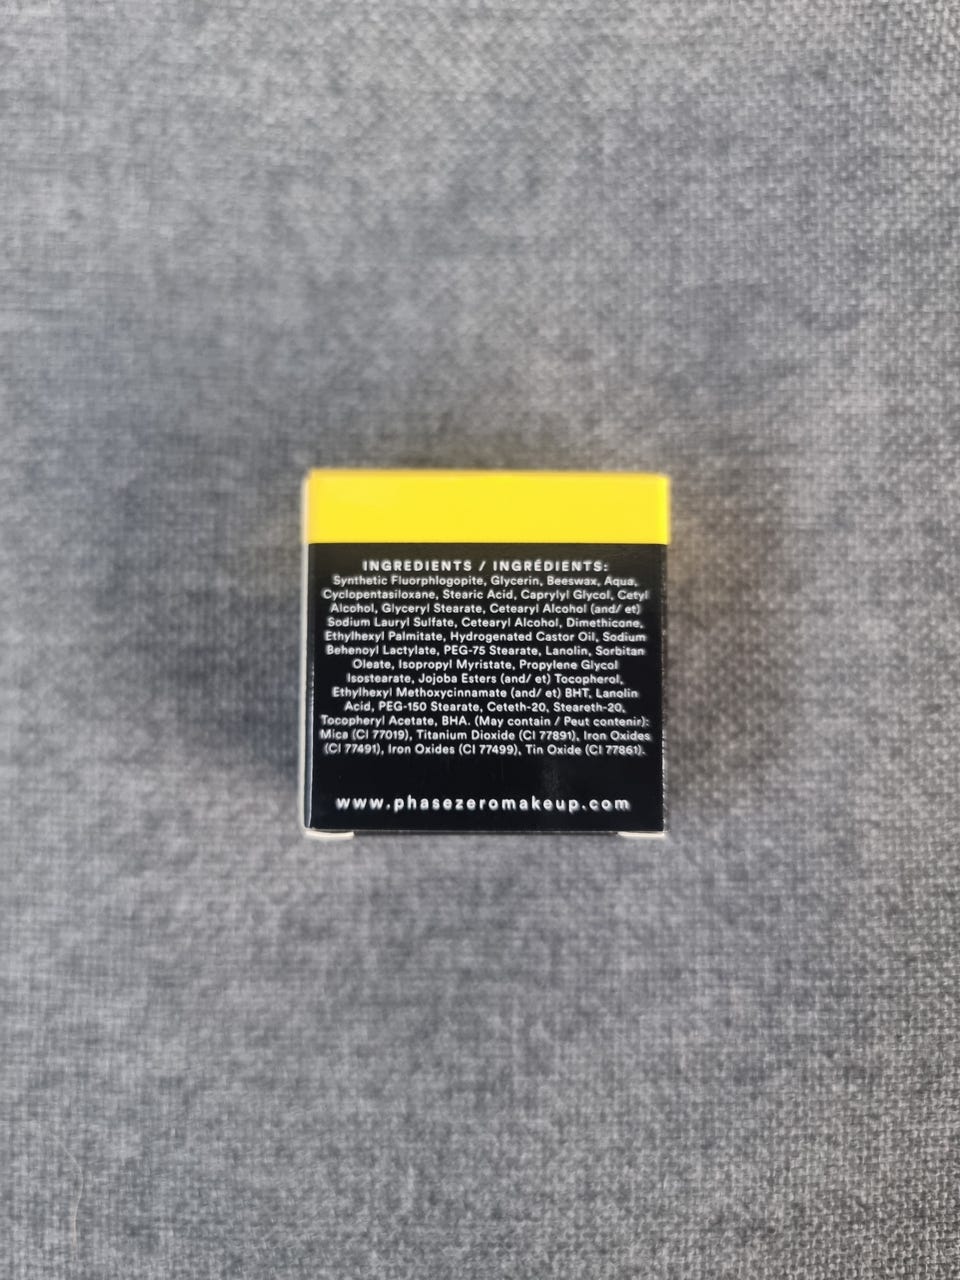 INGREDIENTS / INGRÉDIENTS:
Synthetic Fluorphlogopite, Glycerin, Beeswax, Aqua,
Cyclopentasiloxane, Stearic Acid, Caprylyl Glycol, Cetyl
Alcohol, Glyceryl Stearate, Cetearyl Alcohol (and/ et)
Sodium Lauryl Sulfate, Cetearyl Alcohol, Dimethicone,
Ethylhexyl Palmitate, Hydrogenated Castor Oil, Sodium
Behenoyl Lactylate, PEG-75 Stearate, Lanolin, Sorbitan
Oleate, Isopropyl Myristate, Propylene Glycol
Isostearate, Jojoba Esters (and/ et) Tocopherol,
Ethylhexyl Methoxycinnamate (and/ et) BHT, Lanolin
Acid, PEG-150 Stearate, Ceteth-20, Steareth-20,
Tocopheryl Acetate, BHA. (May contain / Peut contenir):
Mica (CI 77019), Titanium Dioxide (CI 77891), Iron Oxides
(CI 77491), Iron Oxides (CI 77499), Tin Oxide (CI 77861).
www.phasezeromakeup.com